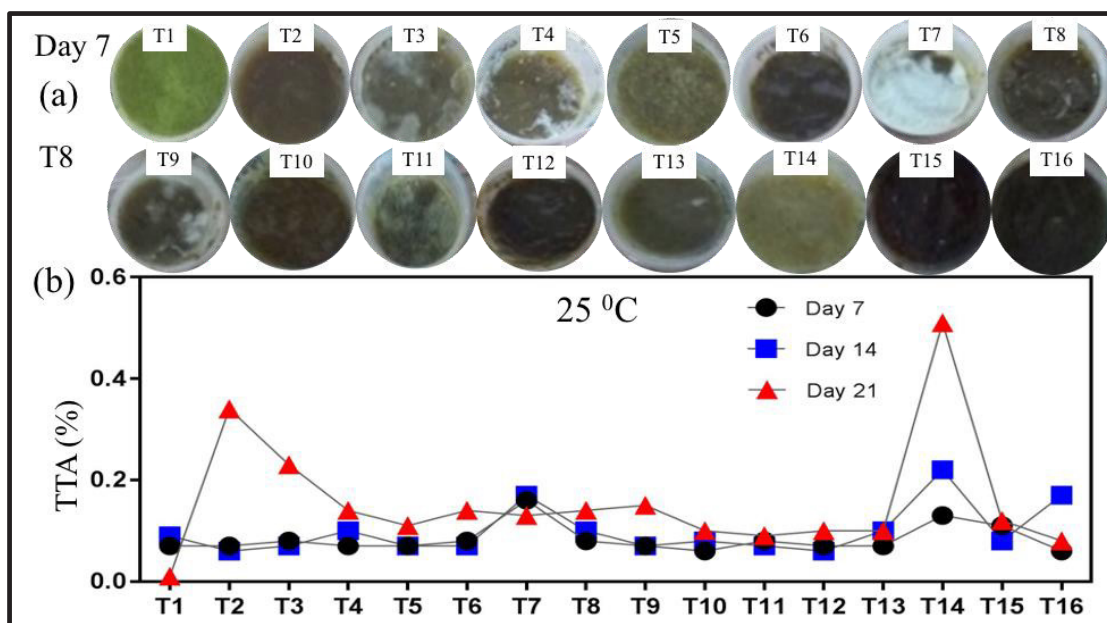 Day 7
T1 T2 T3 T4 T5 T6 T7 T8
(a)
T8
T9 T10 T11 T12 T13 T14 T15 T16
(b)
0.6
25 ⁰C
Day 7
Day 14
Day 21
0.4
TTA (%)
0.2
0.0
T1 T2 T3 T4 T5 T6 T7 T8 T9 T10 T11 T12 T13 T14 T15 T16